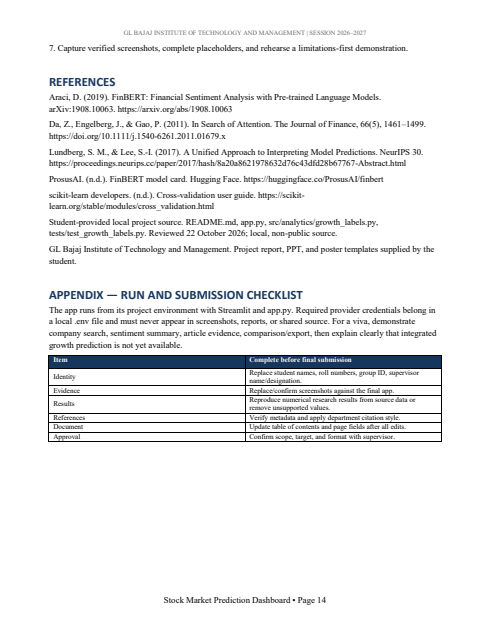 GL BAJAJ INSTITUTE OF TECHNOLOGY AND MANAGEMENT | SESSION 2026–2027
7. Capture verified screenshots, complete placeholders, and rehearse a limitations-first demonstration.
REFERENCES
Araci, D. (2019). FinBERT: Financial Sentiment Analysis with Pre-trained Language Models.
arXiv:1908.10063. https://arxiv.org/abs/1908.10063
Da, Z., Engelberg, J., & Gao, P. (2011). In Search of Attention. The Journal of Finance, 66(5), 1461–1499.
https://doi.org/10.1111/j.1540-6261.2011.01679.x
Lundberg, S. M., & Lee, S.-I. (2017). A Unified Approach to Interpreting Model Predictions. NeurIPS 30.
https://proceedings.neurips.cc/paper/2017/hash/8a20a8621978632d76c43dfd28b67767-Abstract.html
ProsusAI. (n.d.). FinBERT model card. Hugging Face. https://huggingface.co/ProsusAI/finbert
scikit-learn developers. (n.d.). Cross-validation user guide. https://scikit-
learn.org/stable/modules/cross_validation.html
Student-provided local project source. README.md, app.py, src/analytics/growth_labels.py,
tests/test_growth_labels.py. Reviewed 22 October 2026; local, non-public source.
GL Bajaj Institute of Technology and Management. Project report, PPT, and poster templates supplied by the
student.
APPENDIX — RUN AND SUBMISSION CHECKLIST
The app runs from its project environment with Streamlit and app.py. Required provider credentials belong in
a local .env file and must never appear in screenshots, reports, or shared source. For a viva, demonstrate
company search, sentiment summary, article evidence, comparison/export, then explain clearly that integrated
growth prediction is not yet available.
Item Complete before final submission
Identity Replace student names, roll numbers, group ID, supervisor
name/designation.
Evidence Replace/confirm screenshots against the final app.
Results Reproduce numerical research results from source data or
remove unsupported values.
References Verify metadata and apply department citation style.
Document Update table of contents and page fields after all edits.
Approval Confirm scope, target, and format with supervisor.
Stock Market Prediction Dashboard • Page 14